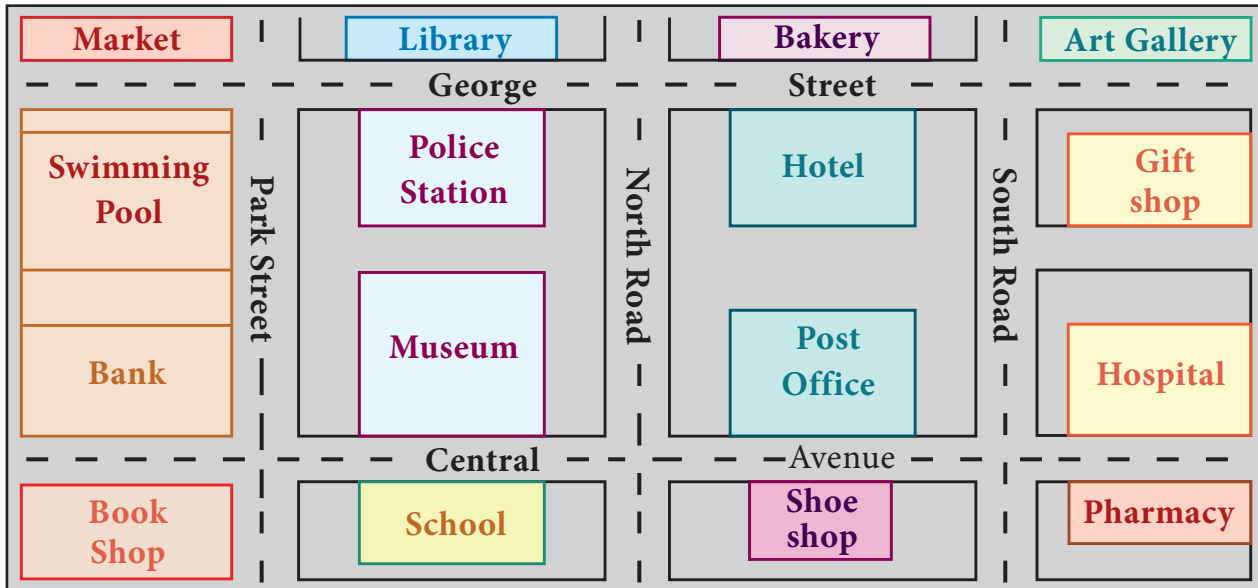 Market
Library
Bakery
Art Gallery
George Street
Swimming
Pool
Police
Station
Hotel
Gift
shop
Park Street
North Road
South Road
Bank
Museum
Post
Office
Hospital
Central Avenue
Book
Shop
School
Shoe
shop
Pharmacy